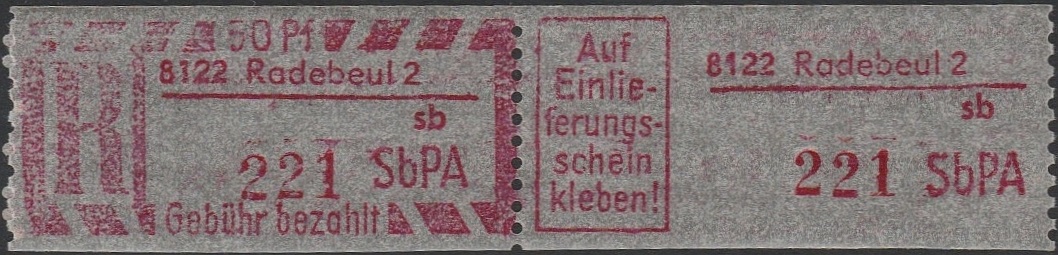 50 Pf
R
8122 Radebeul 2
sb
221 SbPA
Gebühr bezahlt
Auf
Einlie-
ferungs-
schein
kleben!
8122 Radebeul 2
sb
221 SbPA